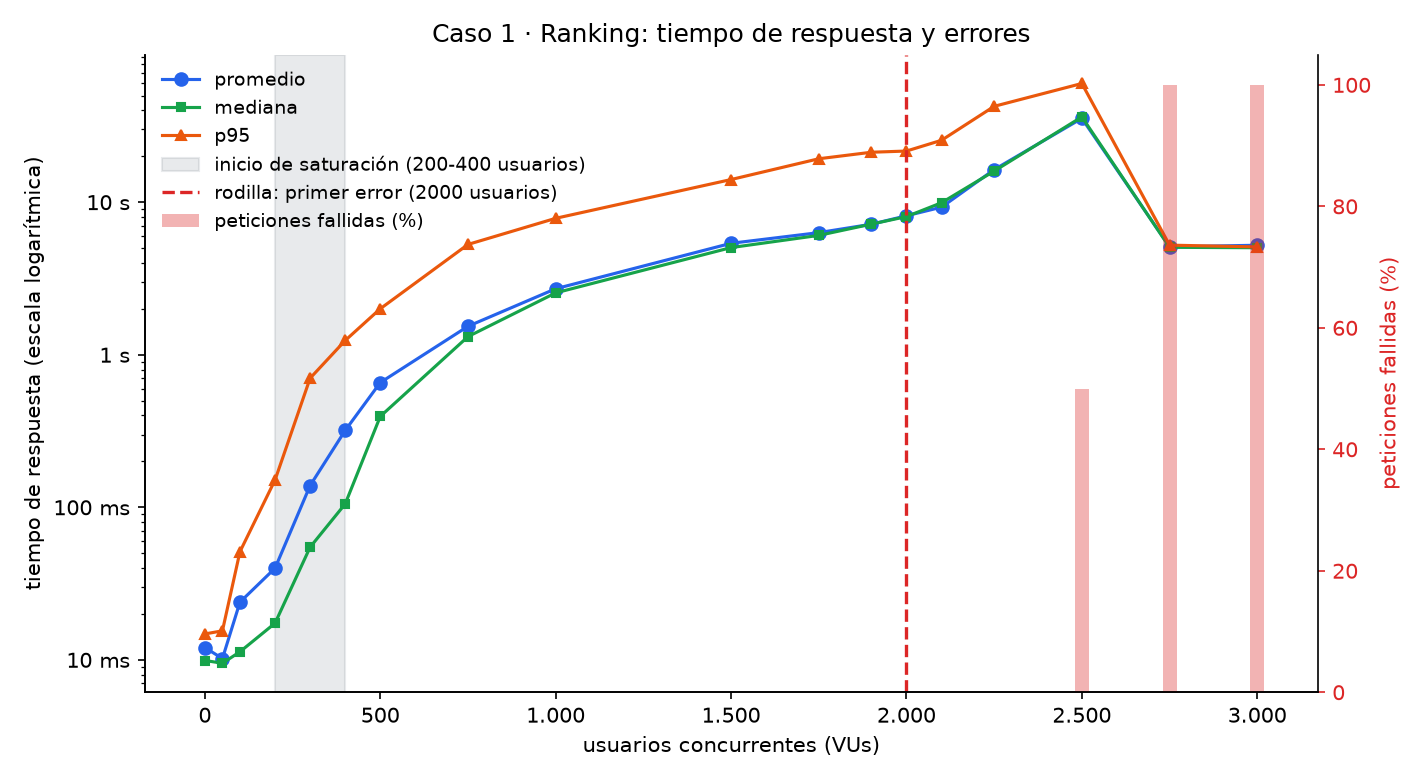 Caso 1 · Ranking: tiempo de respuesta y errores
promedio
mediana
p95
inicio de saturación (200-400 usuarios)
rodilla: primer error (2000 usuarios)
peticiones fallidas (%)
tiempo de respuesta (escala logarítmica)
10 s
1 s
100 ms
10 ms
0
500
1.000
1.500
2.000
2.500
3.000
usuarios concurrentes (VUs)
100
80
60
40
20
0
peticiones fallidas (%)